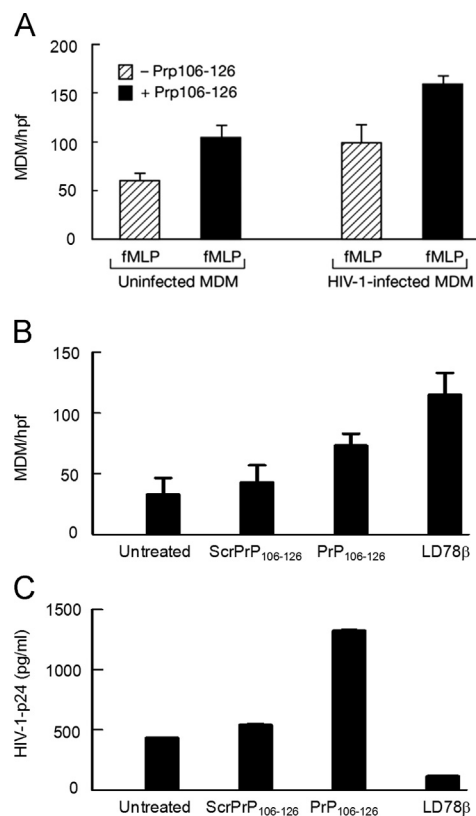 A
200
150
100
50
0
MDM/hpf
– Prp106-126
+ Prp106-126
fMLP fMLP fMLP fMLP
Uninfected MDM HIV-1-infected MDM
B
150
100
50
0
MDM/hpf
Untreated ScrPrP106-126 PrP106-126 LD78β
C
1500
1000
500
0
HIV-1-p24 (pg/ml)
Untreated ScrPrP106-126 PrP106-126 LD78β